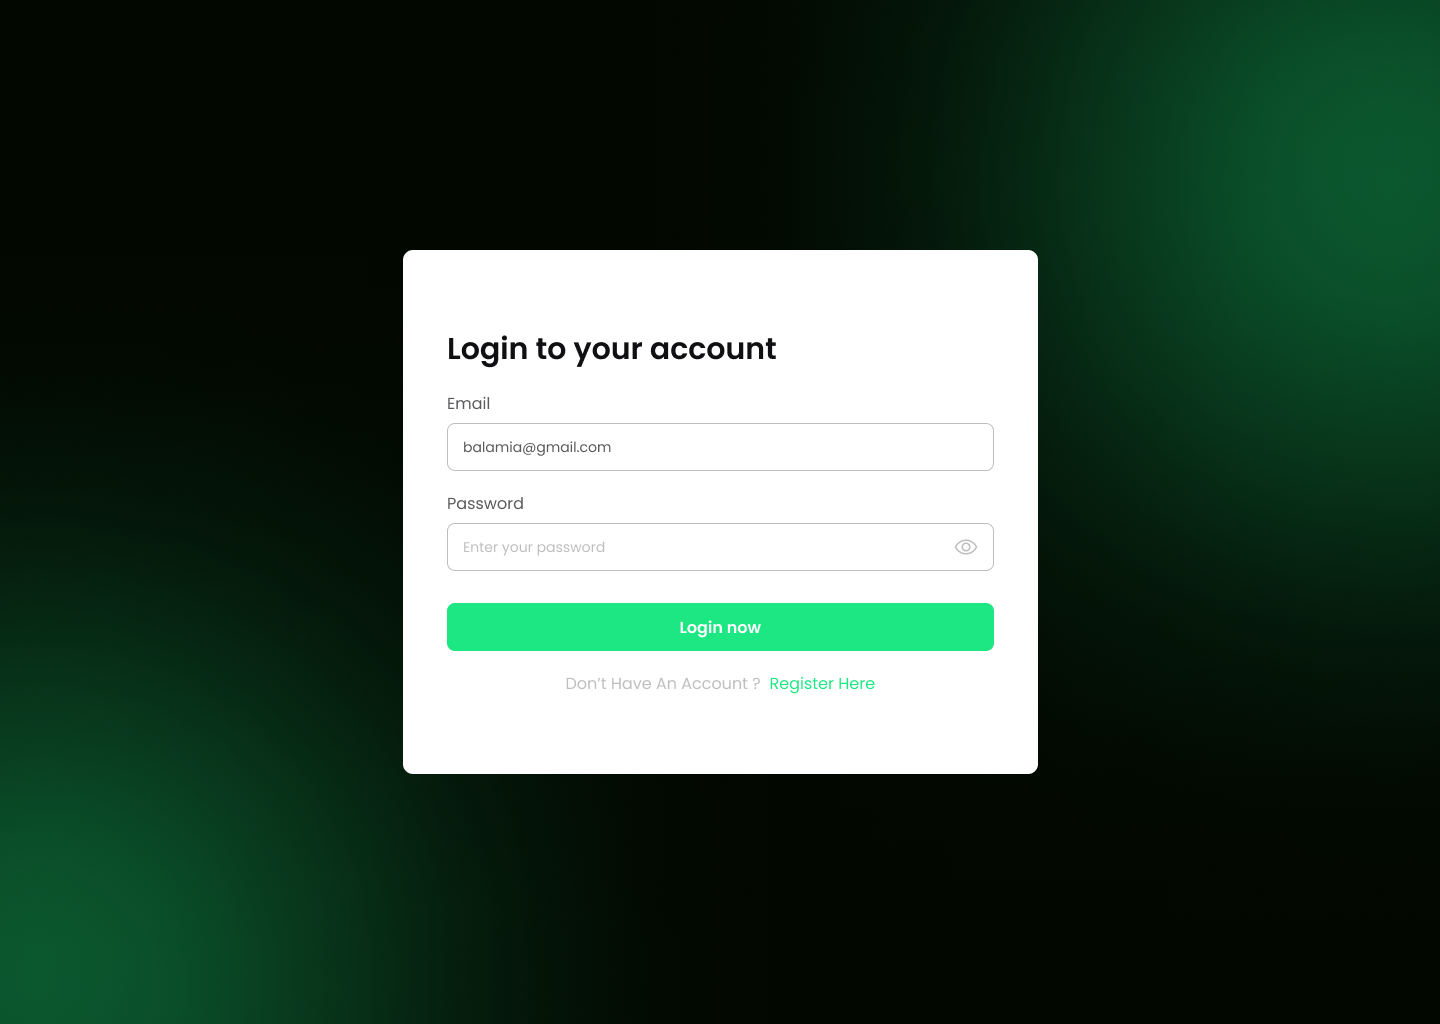 Login to your account
Email
balamia@gmail.com
Password
Enter your password
Login now
Don’t Have An Account ? Register Here